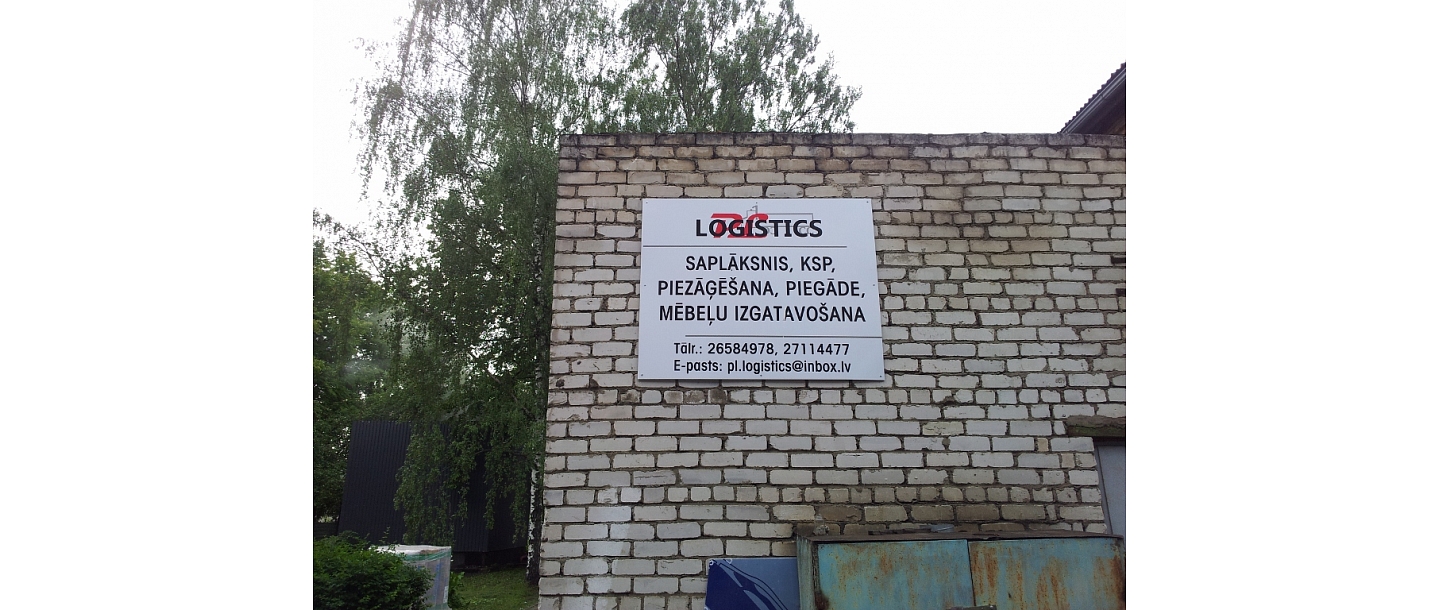 PL
LOGISTICS
SAPLĀKSNIS, KSP,
PIEZĀĢĒŠANA, PIEGĀDE,
MĒBEĻU IZGATAVOŠANA
Tālr.: 26584978, 27114477
E-pasts: pl.logistics@inbox.lv